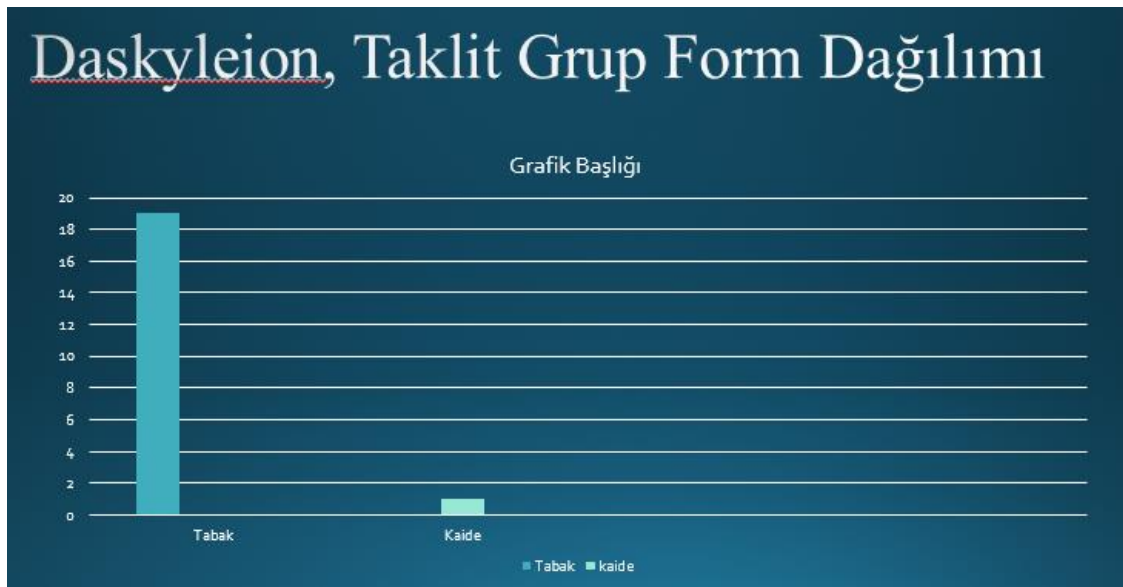 Daskyleion, Taklit Grup Form Dağılımı
Grafik Başlığı
20
18
16
14
12
10
8
6
4
2
0
Tabak Kaide
Tabak kaide